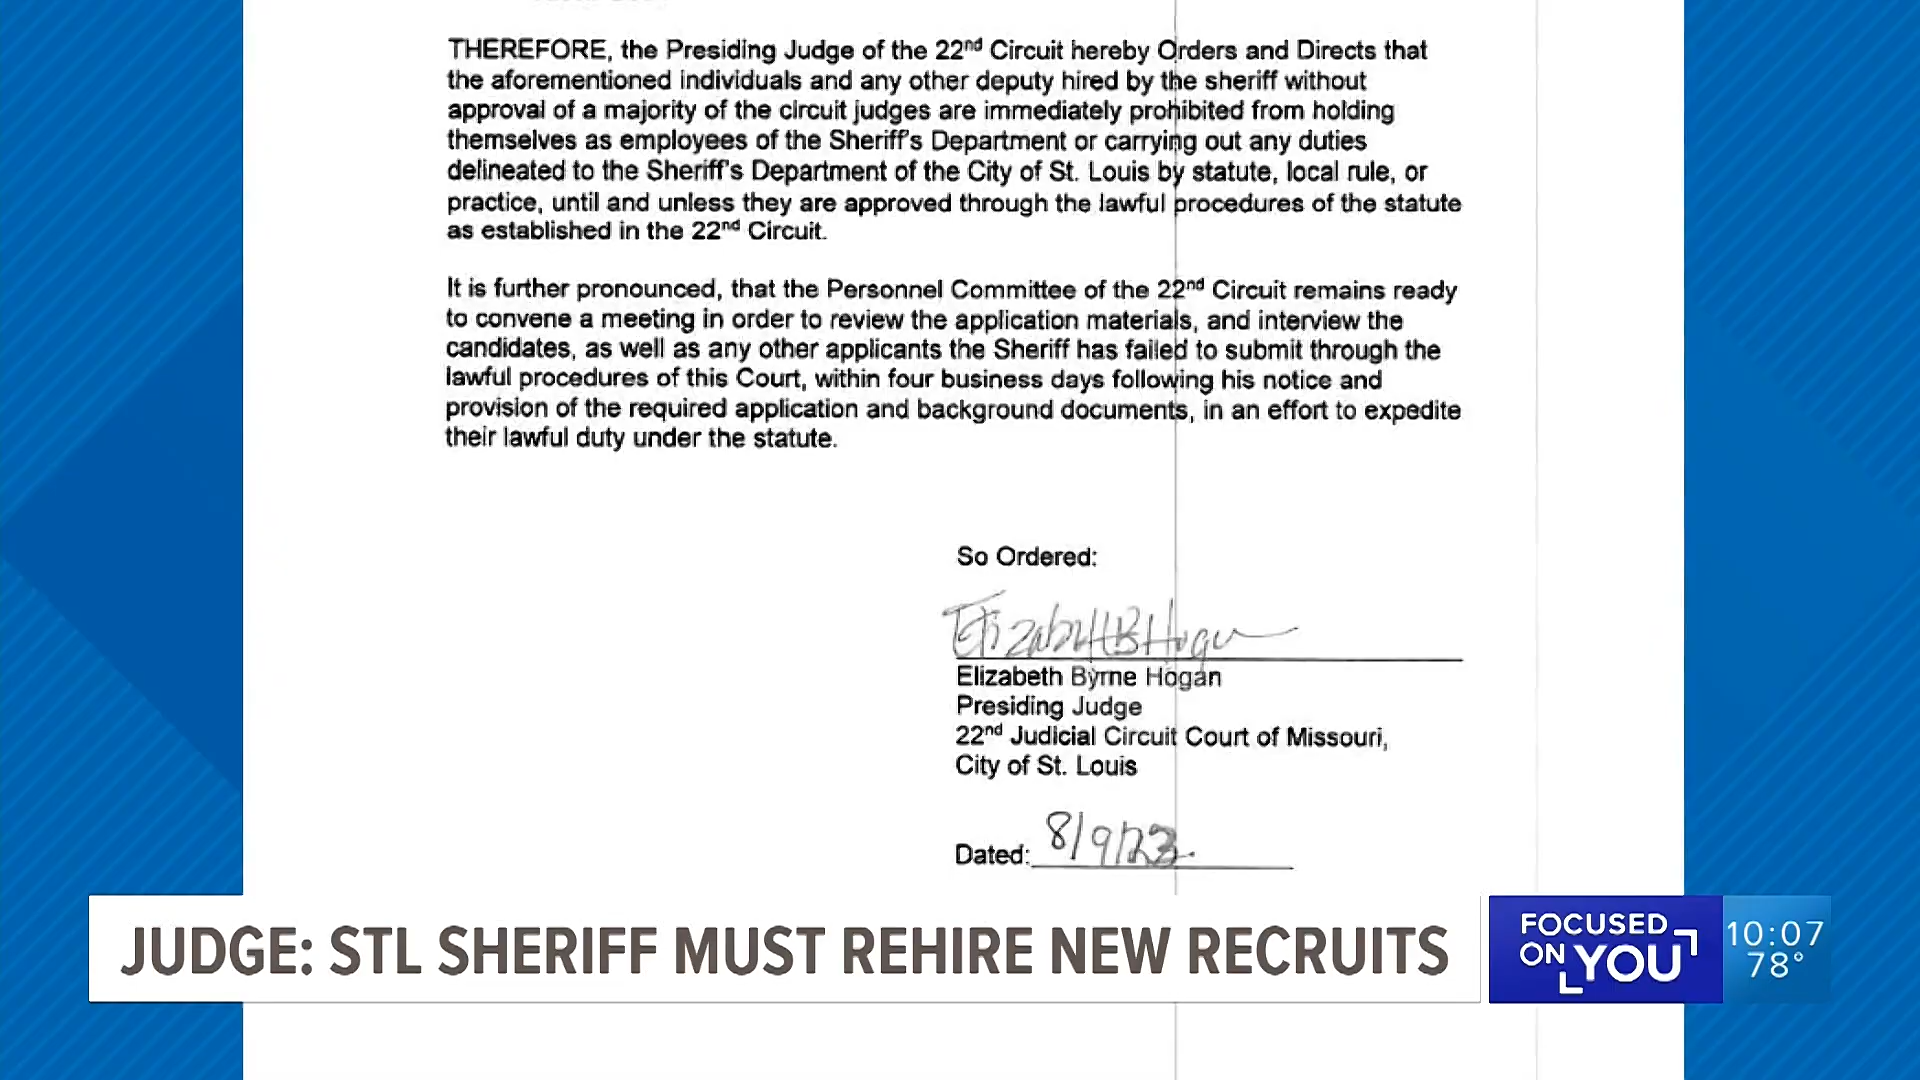 THEREFORE, the Presiding Judge of the 22nd Circuit hereby Orders and Directs that
the aforementioned individuals and any other deputy hired by the sheriff without
approval of a majority of the circuit judges are immediately prohibited from holding
themselves as employees of the Sheriff's Department or carrying out any duties
delineated to the Sheriff's Department of the City of St. Louis by statute, local rule, or
practice, until and unless they are approved through the lawful procedures of the statute
as established in the 22nd Circuit.
It is further pronounced, that the Personnel Committee of the 22nd Circuit remains ready
to convene a meeting in order to review the application materials, and interview the
candidates, as well as any other applicants the Sheriff has failed to submit through the
lawful procedures of this Court, within four business days following his notice and
provision of the required application and background documents, in an effort to expedite
their lawful duty under the statute.
So Ordered:
Elizabeth B Hogan
Elizabeth Byrne Hogan
Presiding Judge
22nd Judicial Circuit Court of Missouri,
City of St. Louis
Dated: 8/9/23
JUDGE: STL SHERIFF MUST REHIRE NEW RECRUITS
FOCUSED
ON YOU
10:07
78°